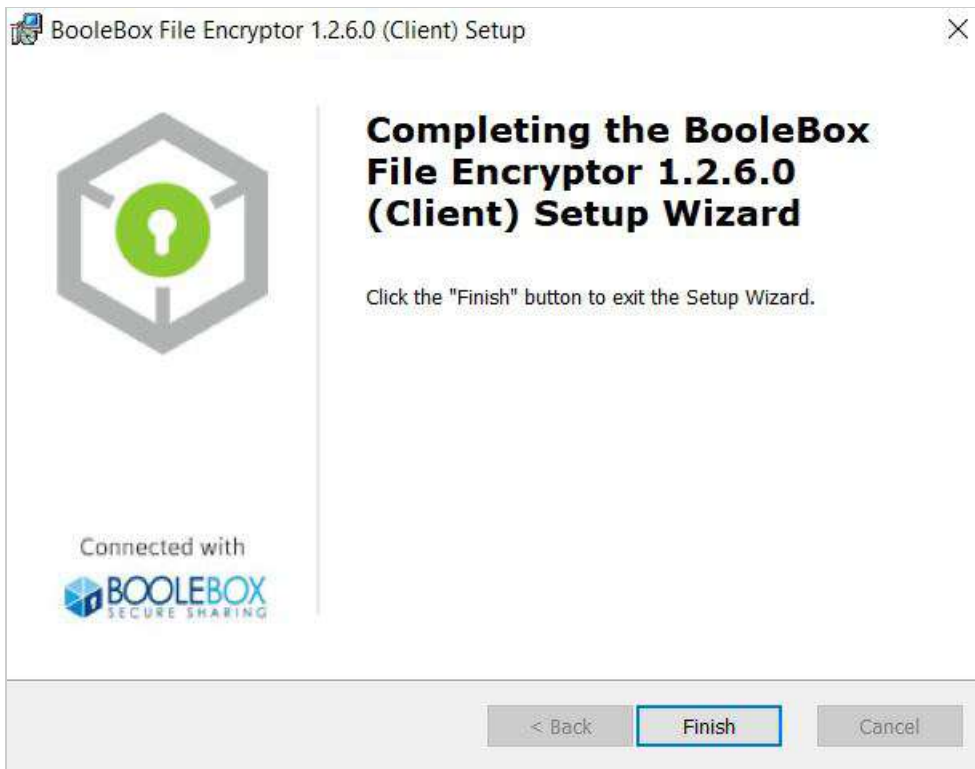 BooleBox File Encryptor 1.2.6.0 (Client) Setup
Completing the BooleBox
File Encryptor 1.2.6.0
(Client) Setup Wizard
Click the "Finish" button to exit the Setup Wizard.
Connected with
BOOLEBOX
SECURE SHARING
< Back
Finish
Cancel